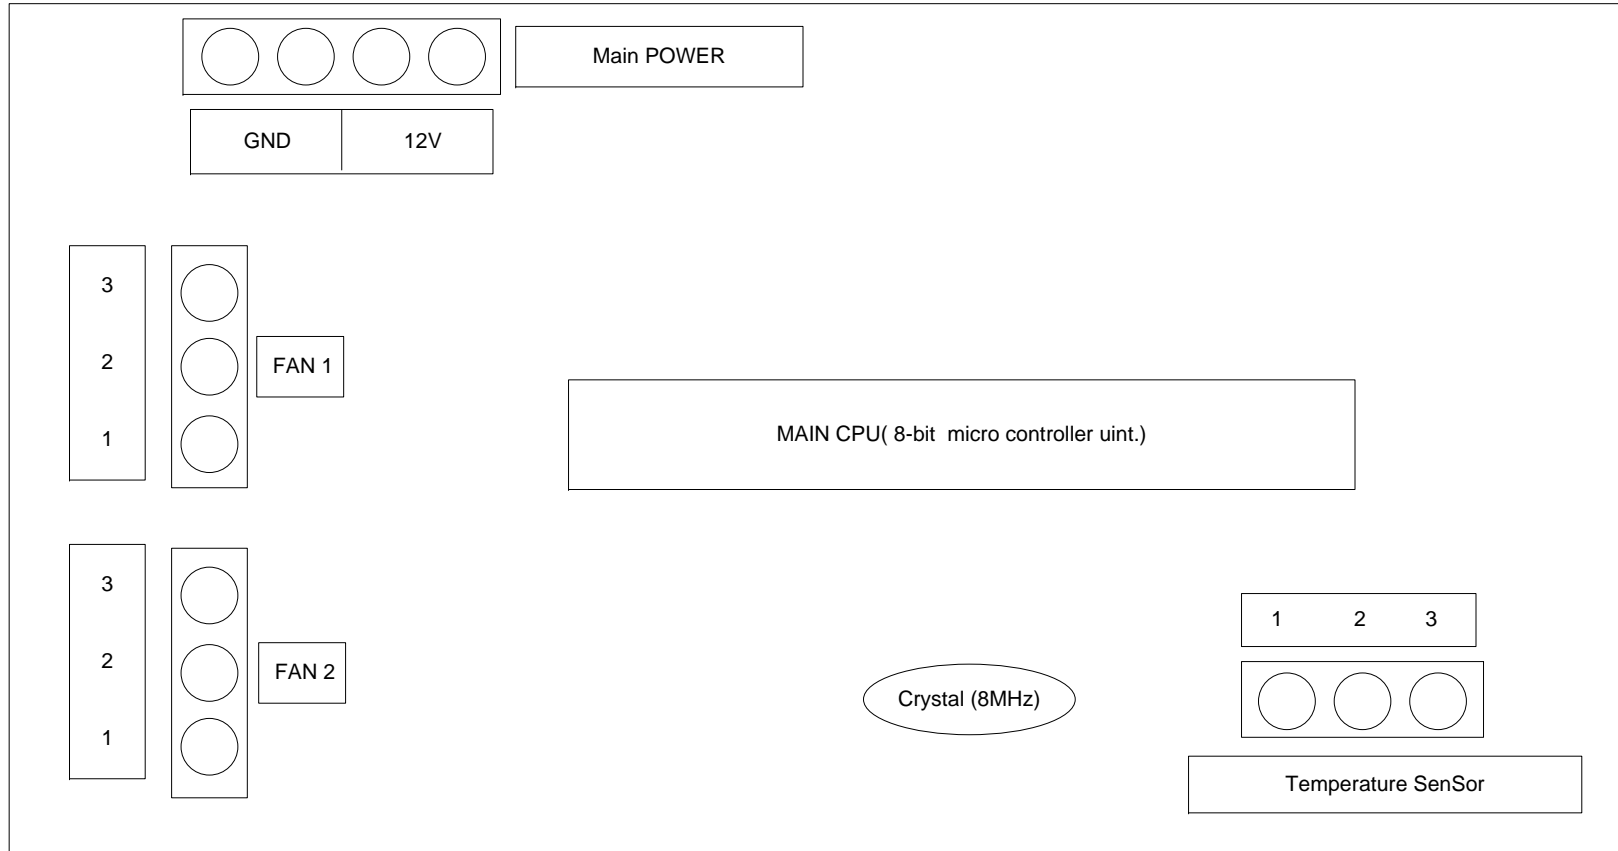 Main POWER
GND 12V
3
2
FAN 1
1
MAIN CPU( 8-bit  micro controller uint.)
3
2
FAN 2
1
1 2 3
Crystal (8MHz)
Temperature SenSor